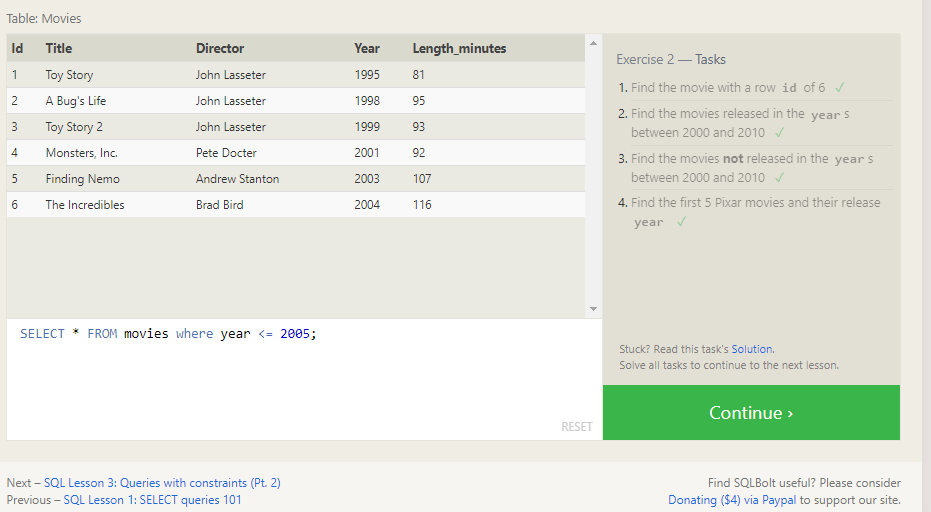 Table: Movies
Id Title Director Year Length_minutes
1 Toy Story John Lasseter 1995 81
2 A Bug's Life John Lasseter 1998 95
3 Toy Story 2 John Lasseter 1999 93
4 Monsters, Inc. Pete Docter 2001 92
5 Finding Nemo Andrew Stanton 2003 107
6 The Incredibles Brad Bird 2004 116
SELECT * FROM movies where year <= 2005;
RESET
Exercise 2 — Tasks
1. Find the movie with a row id of 6 ✓
2. Find the movies released in the year s
between 2000 and 2010 ✓
3. Find the movies not released in the year s
between 2000 and 2010 ✓
4. Find the first 5 Pixar movies and their release
year ✓
Stuck? Read this task's Solution.
Solve all tasks to continue to the next lesson.
Continue ›
Next – SQL Lesson 3: Queries with constraints (Pt. 2)
Previous – SQL Lesson 1: SELECT queries 101
Find SQLBolt useful? Please consider
Donating ($4) via Paypal to support our site.